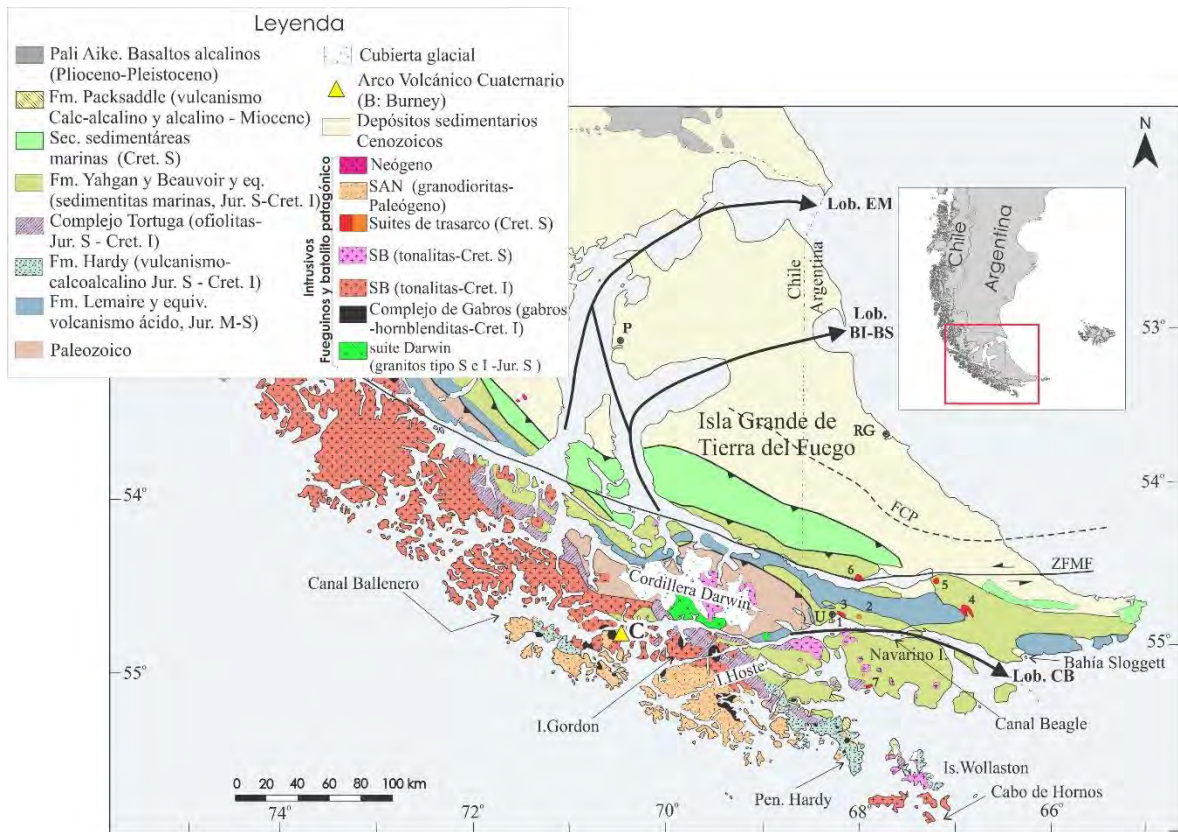 Leyenda
Pali Aike. Basaltos alcalinos
(Plioceno-Pleistoceno)
Fm. Packsaddle (vulcanismo
Calc-alcalino y alcalino - Miocene)
Sec. sedimentáreas
marinas (Cret. S)
Fm. Yahgan y Beauvoir y eq.
(sedimentitas marinas, Jur. S-Cret. I)
Complejo Tortuga (ofiolitas-
Jur. S - Cret. I)
Fm. Hardy (vulcanismo-
calcoalcalino Jur. S - Cret. I)
Fm. Lemaire y equiv.
volcanismo ácido, Jur. M-S)
Paleozoico
Cubierta glacial
Arco Volcánico Cuaternario
(B: Burney)
Depósitos sedimentarios
Cenozoicos
Intrusivos
Fueguinos y batolito patagónico
Neógeno
SAN (granodioritas-
Paleógeno)
Suites de trasarco (Cret. S)
SB (tonalitas-Cret. S)
SB (tonalitas-Cret. I)
Complejo de Gabros (gabros
-hornblenditas-Cret. I)
suite Darwin
(granitos tipo S e I -Jur. S )
N
Chile
Argentina
Lob. EM
Chile
Argentina
Lob.
BI-BS
P
53°
Isla Grande de
Tierra del Fuego
RG
54°
54°
FCP
ZFMF
Canal Ballenero
Cordillera Darwin
6
5
4
3
2
U
1
C
55°
55°
Navarino I.
Bahía Sloggett
I.Hoste
7
Lob. CB
I.Gordon
Canal Beagle
Is.Wollaston
Pen. Hardy
Cabo de Hornos
0 20 40 60 80 100 km
74°
72°
70°
68°
66°